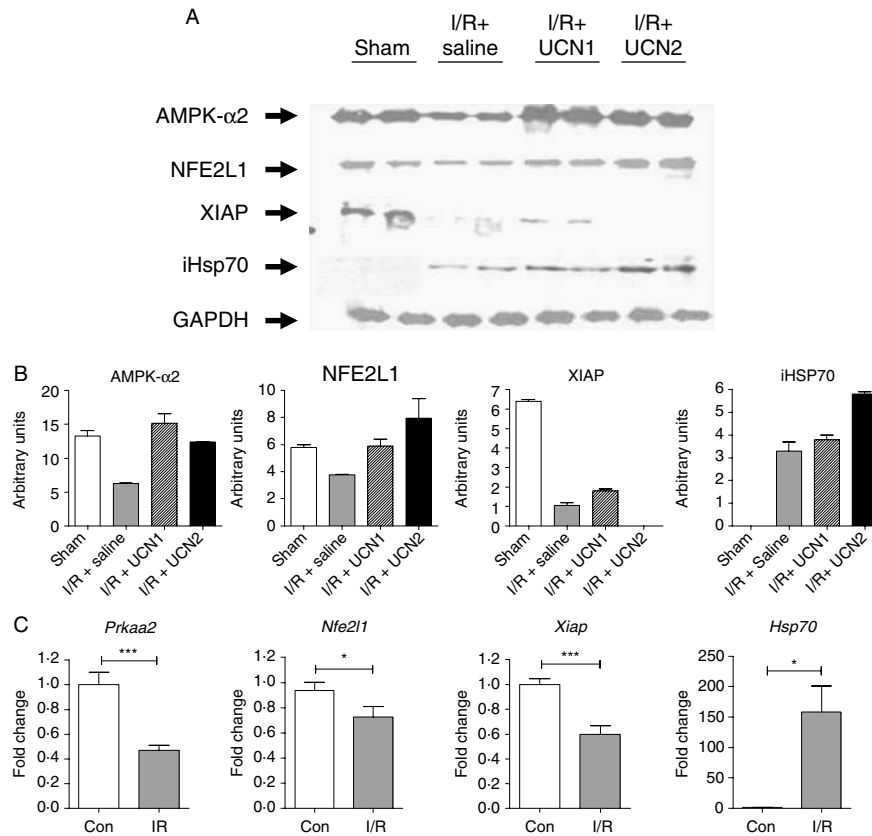 A
Sham
I/R+
saline
I/R+
UCN1
I/R+
UCN2
AMPK-α2
NFE2L1
XIAP
iHsp70
GAPDH
B
AMPK-α2
Arbitrary units
20
15
10
5
0
Sham
I/R + saline
I/R + UCN1
I/R + UCN2
NFE2L1
Arbitrary units
10
8
6
4
2
0
Sham
I/R + saline
I/R + UCN1
I/R + UCN2
XIAP
Arbitrary units
7
6
5
4
3
2
1
0
Sham
I/R + saline
I/R + UCN1
I/R + UCN2
iHSP70
Arbitrary units
6
5
4
3
2
1
0
Sham
I/R + Saline
I/R+ UCN1
I/R+ UCN2
C
Prkaa2
Fold change
1·2
1·0
0·8
0·6
0·4
0·2
0·0
***
Con
IR
Nfe2l1
Fold change
1·2
1·0
0·8
0·6
0·4
0·2
0·0
*
Con
I/R
Xiap
Fold change
1·4
1·2
1·0
0·8
0·6
0·4
0·2
0·0
***
Con
I/R
Hsp70
Fold change
250
200
150
100
50
0
*
Con
I/R